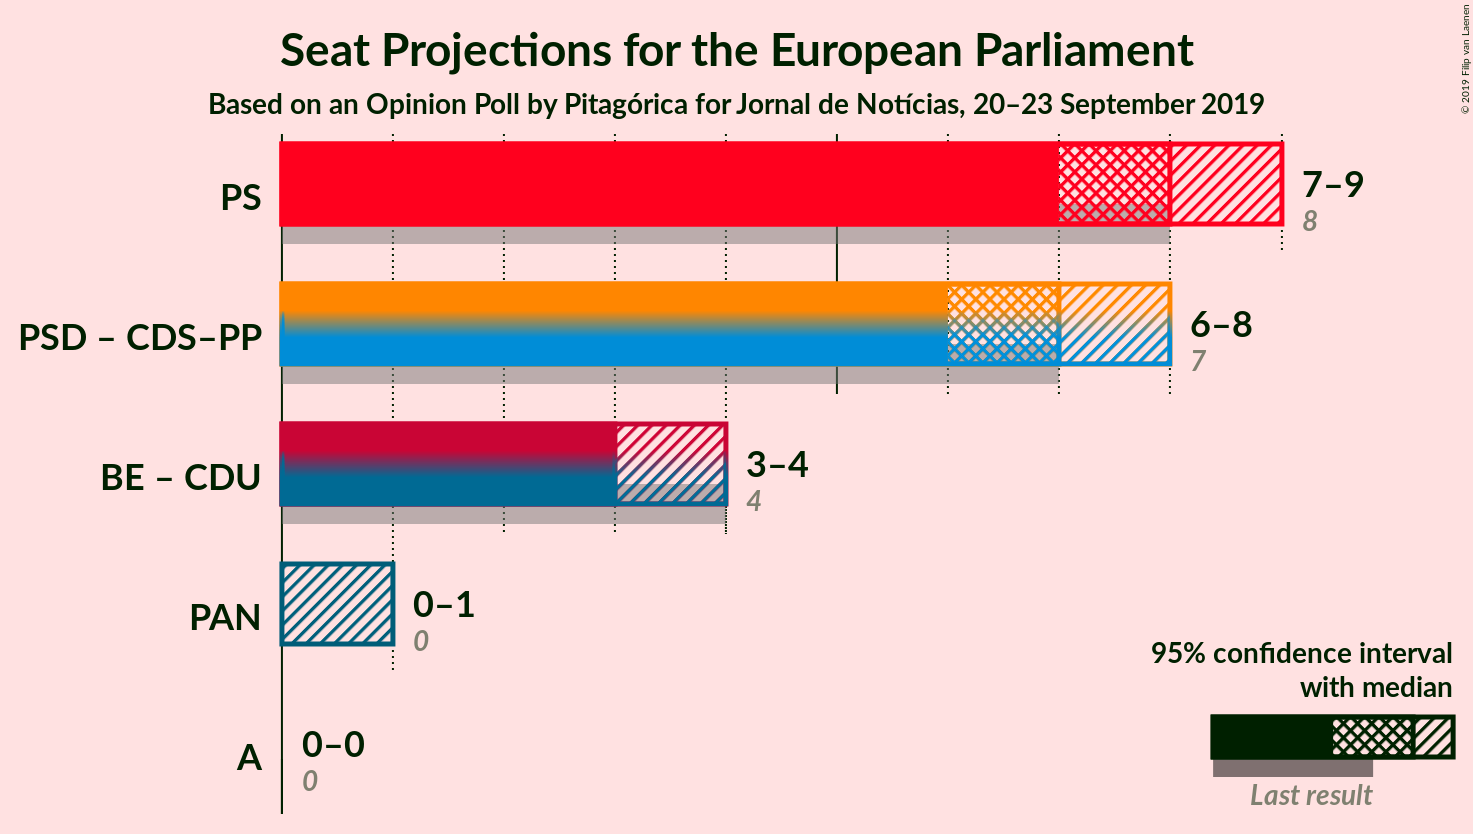 Seat Projections for the European Parliament
Based on an Opinion Poll by Pitagórica for Jornal de Notícias, 20–23 September 2019
© 2019 Filip van Laenen
PS
7–9
8
PSD – CDS–PP
6–8
7
BE – CDU
3–4
4
PAN
0–1
0
A
0–0
0
95% confidence interval
with median
Last result